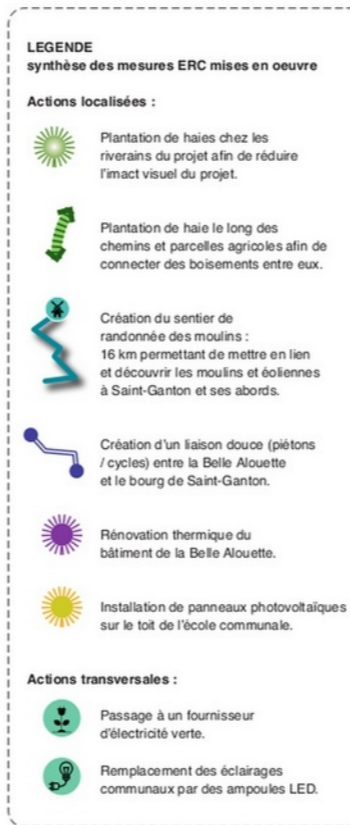 LEGENDE
synthèse des mesures ERC mises en oeuvre
Actions localisées :
Plantation de haies chez les
riverains du projet afin de réduire
l'imact visuel du projet.
Plantation de haie le long des
chemins et parcelles agricoles afin de
connecter des boisements entre eux.
Création du sentier de
randonnée des moulins :
16 km permettant de mettre en lien
et découvrir les moulins et éoliennes
à Saint-Ganton et ses abords.
Création d'un liaison douce (piétons
/ cycles) entre la Belle Alouette
et le bourg de Saint-Ganton.
Rénovation thermique du
bâtiment de la Belle Alouette.
Installation de panneaux photovoltaïques
sur le toit de l'école communale.
Actions transversales :
Passage à un fournisseur
d'électricité verte.
Remplacement des éclairages
communaux par des ampoules LED.